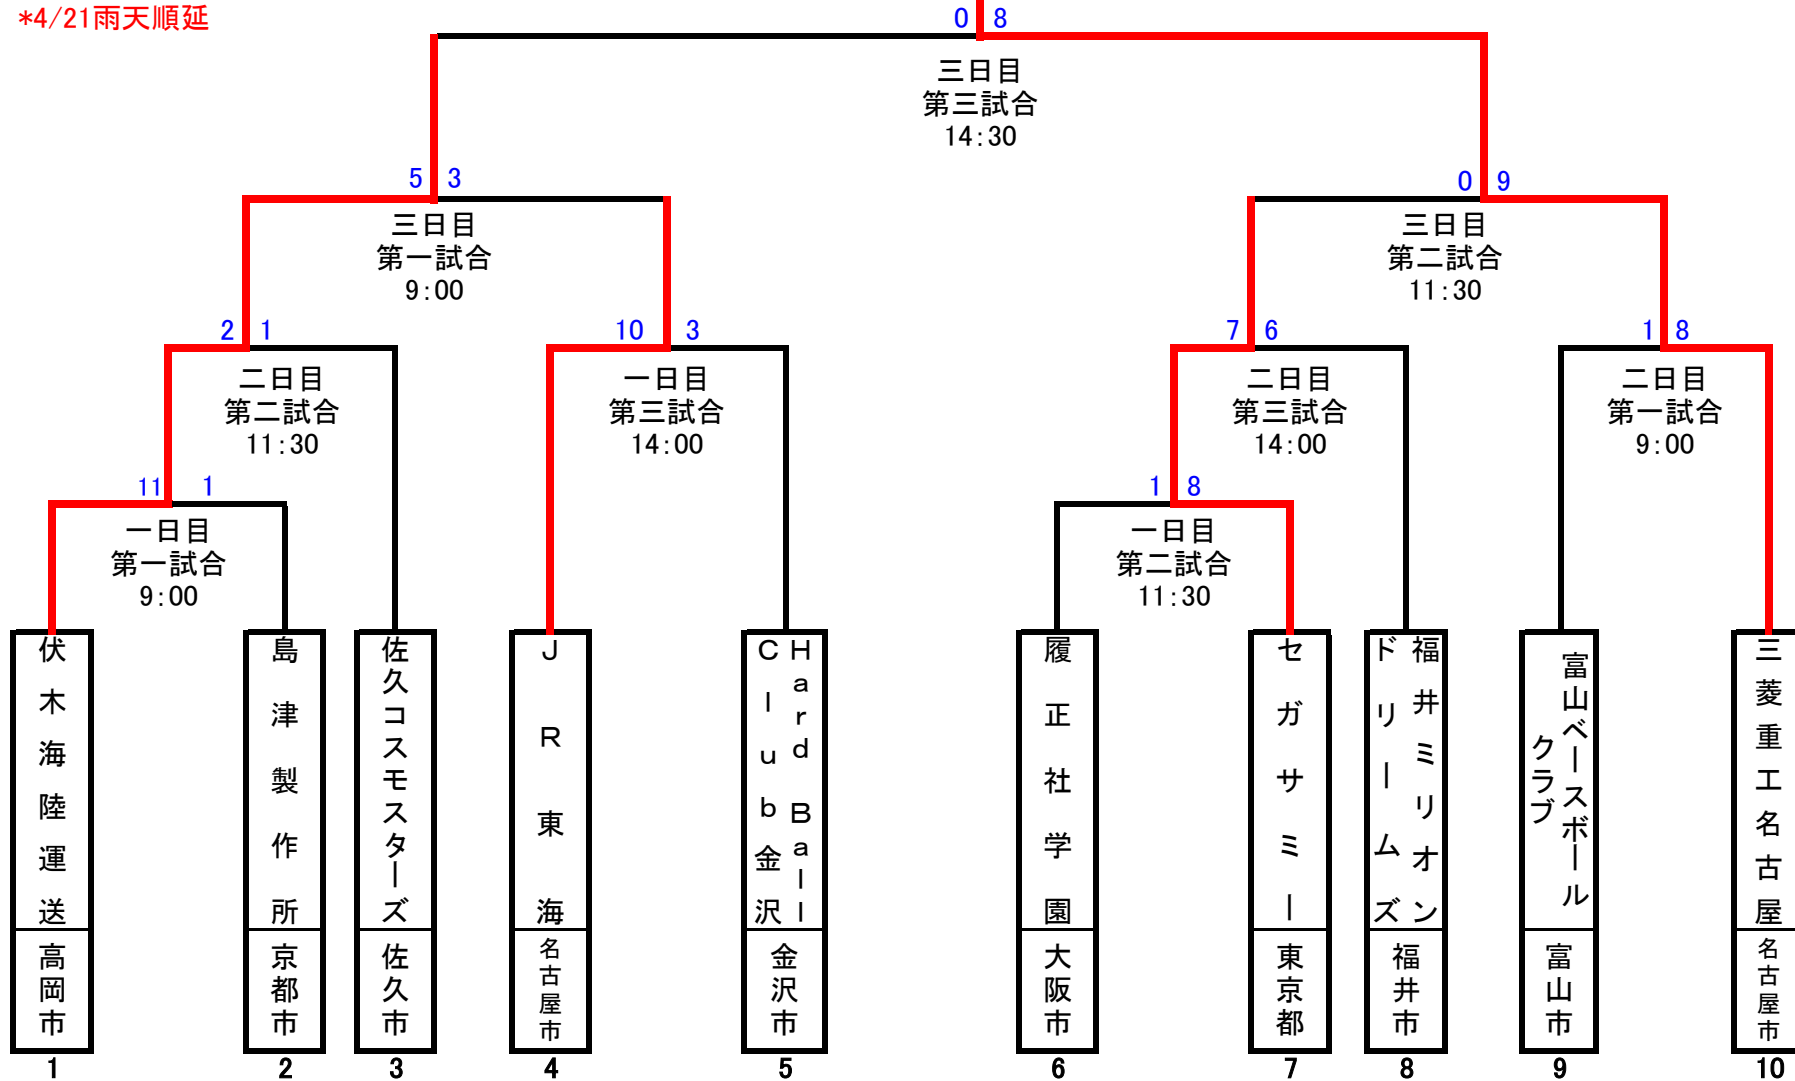 *4/21雨天順延
0 8
三日目
第三試合
14:30
5 3
三日目
第一試合
9:00
0 9
三日目
第二試合
11:30
2 1
二日目
第二試合
11:30
10 3
一日目
第三試合
14:00
7 6
二日目
第三試合
14:00
1 8
二日目
第一試合
9:00
11 1
一日目
第一試合
9:00
1 8
一日目
第二試合
11:30
伏木海陸運送
高岡市
1
島津製作所
京都市
2
佐久コスモスターズ
佐久市
3
JR東海
名古屋市
4
Hard Ball
Club金沢
金沢市
5
履正社学園
大阪市
6
セガサミー
東京都
7
福井ミリオン
ドリームズ
福井市
8
富山ベースボール
クラブ
富山市
9
三菱重工名古屋
名古屋市
10